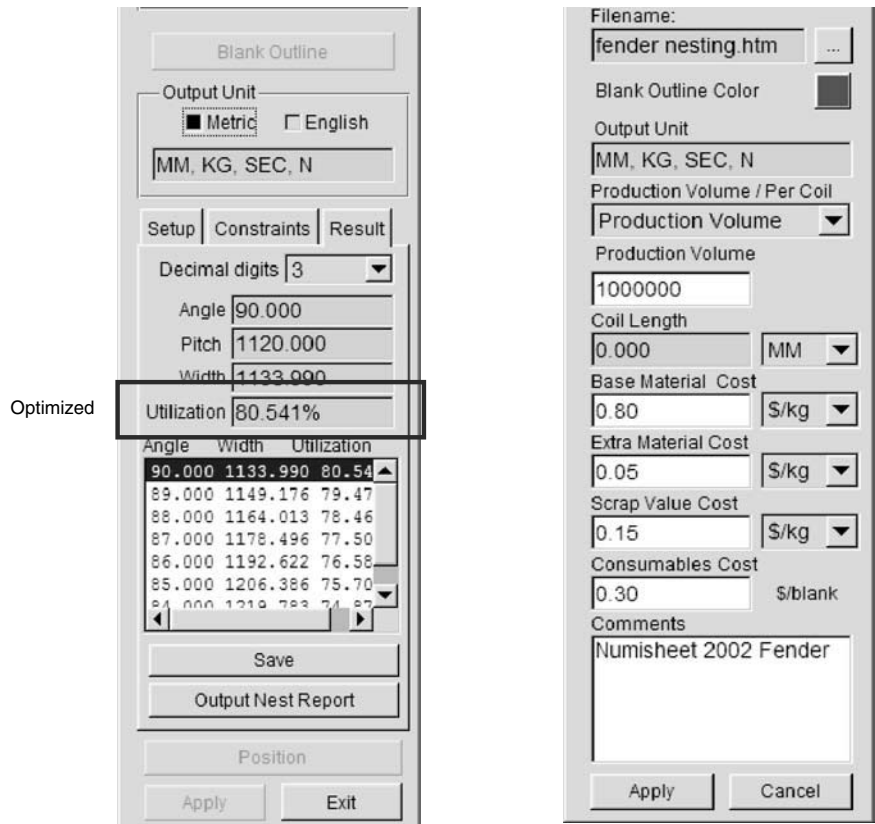 Blank Outline
Output Unit
Metric English
MM, KG, SEC, N
Setup Constraints Result
Decimal digits 3
Angle 90.000
Pitch 1120.000
Width 1133.990
Optimized
Utilization 80.541%
Angle Width Utilization
90.000 1133.990 80.54
89.000 1149.176 79.47
88.000 1164.013 78.46
87.000 1178.496 77.50
86.000 1192.622 76.58
85.000 1206.386 75.70
84.000 1219.783 74.87
Save
Output Nest Report
Position
Apply Exit
Filename:
fender nesting.htm ...
Blank Outline Color
Output Unit
MM, KG, SEC, N
Production Volume / Per Coil
Production Volume
Production Volume
1000000
Coil Length
0.000 MM
Base Material Cost
0.80 $/kg
Extra Material Cost
0.05 $/kg
Scrap Value Cost
0.15 $/kg
Consumables Cost
0.30 $/blank
Comments
Numisheet 2002 Fender
Apply Cancel